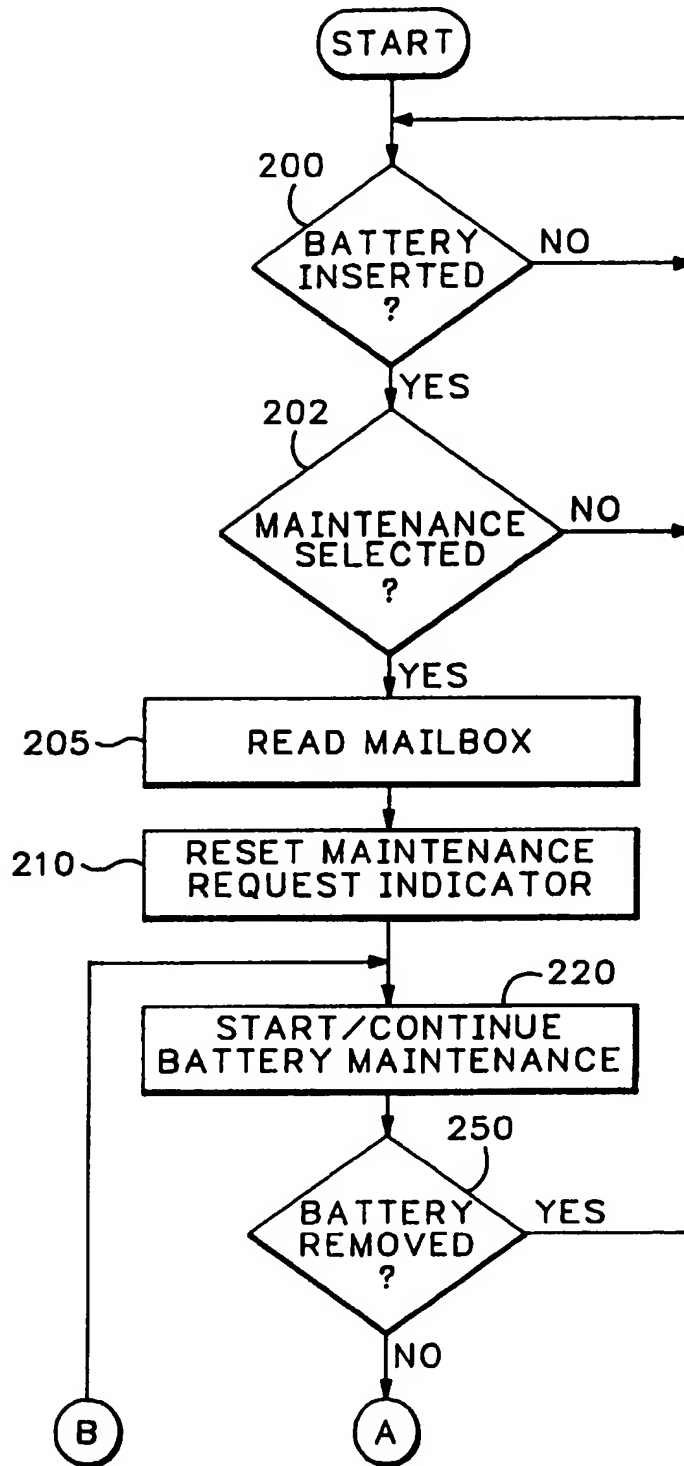 START
200
BATTERY
INSERTED
?
NO
YES
202
MAINTENANCE
SELECTED
?
NO
YES
205
READ MAILBOX
210
RESET MAINTENANCE
REQUEST INDICATOR
220
START/CONTINUE
BATTERY MAINTENANCE
250
BATTERY
REMOVED
?
YES
NO
B
A